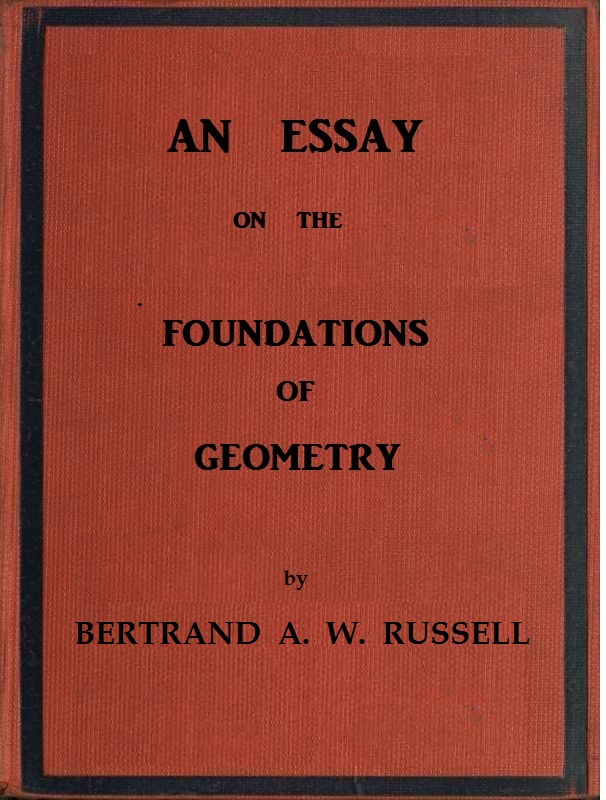 AN ESSAY
ON THE
FOUNDATIONS
OF
GEOMETRY
by
BERTRAND A. W. RUSSELL